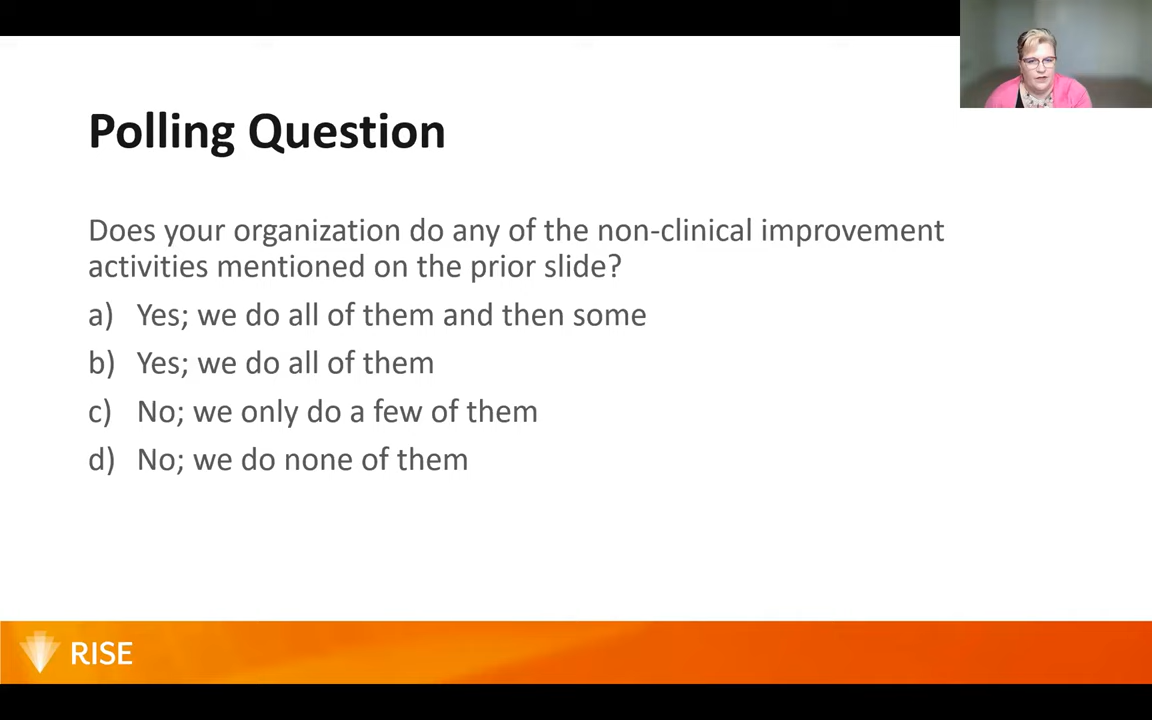 Polling Question
Does your organization do any of the non-clinical improvement
activities mentioned on the prior slide?
a) Yes; we do all of them and then some
b) Yes; we do all of them
c) No; we only do a few of them
d) No; we do none of them
RISE